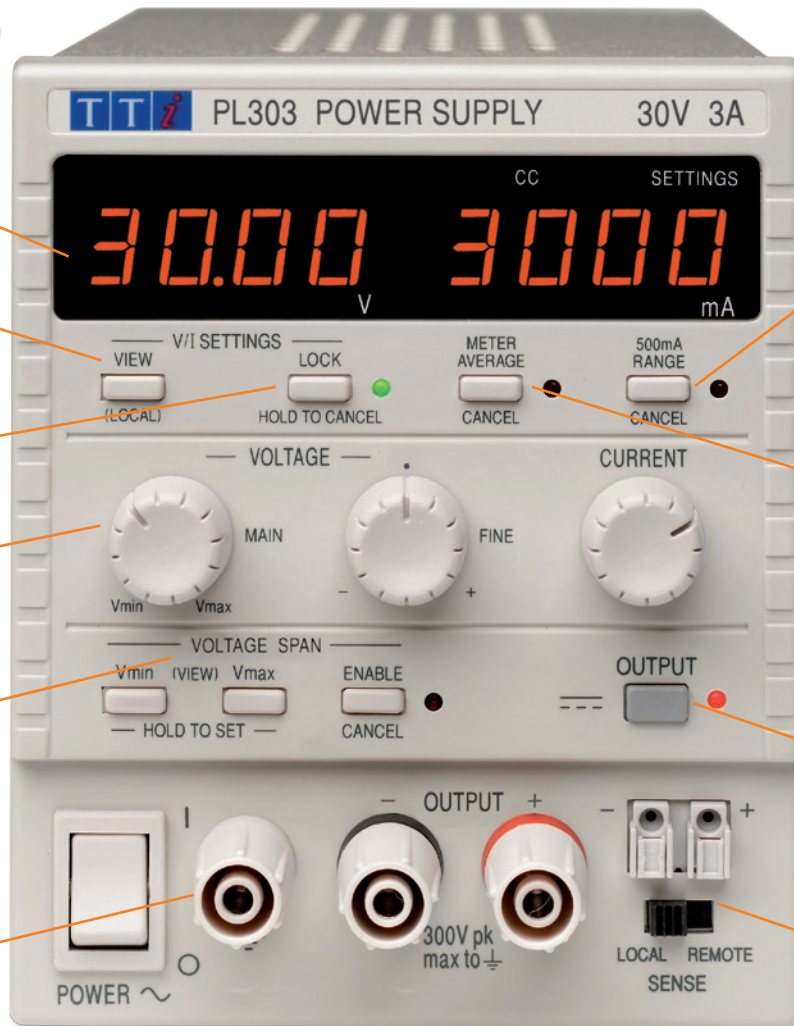 TTi PL303 POWER SUPPLY 30V 3A
CC SETTINGS
30.00 3000
V mA
V/I SETTINGS
VIEW LOCK METER AVERAGE 500mA RANGE
(LOCAL) HOLD TO CANCEL CANCEL CANCEL
VOLTAGE CURRENT
MAIN FINE
Vmin Vmax - +
VOLTAGE SPAN
Vmin (VIEW) Vmax ENABLE OUTPUT
HOLD TO SET CANCEL
- OUTPUT + - +
I
300V pk
max to ⏚
O
LOCAL REMOTE
POWER ~ SENSE